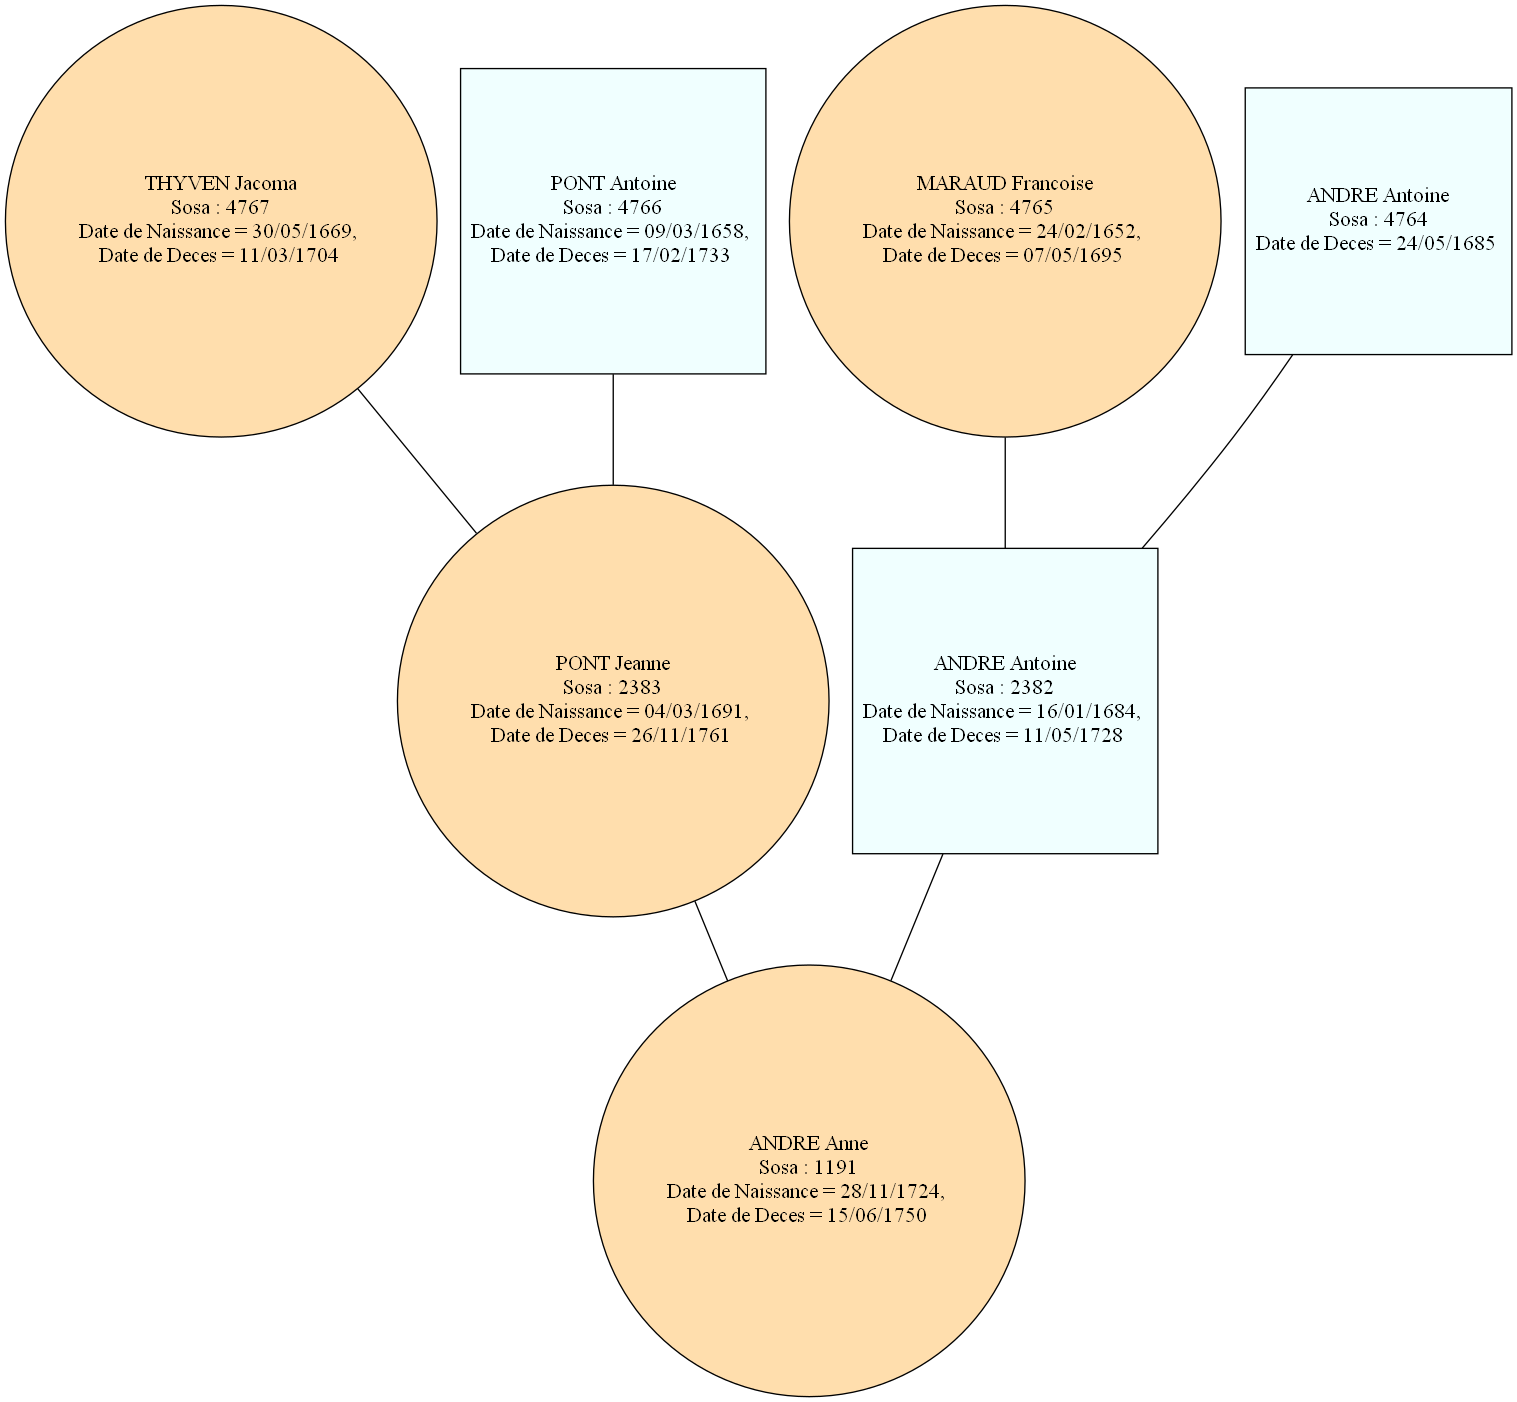 THYVEN Jacoma
Sosa : 4767
Date de Naissance = 30/05/1669,
Date de Deces = 11/03/1704
PONT Antoine
Sosa : 4766
Date de Naissance = 09/03/1658,
Date de Deces = 17/02/1733
MARAUD Francoise
Sosa : 4765
Date de Naissance = 24/02/1652,
Date de Deces = 07/05/1695
ANDRE Antoine
Sosa : 4764
Date de Deces = 24/05/1685
PONT Jeanne
Sosa : 2383
Date de Naissance = 04/03/1691,
Date de Deces = 26/11/1761
ANDRE Antoine
Sosa : 2382
Date de Naissance = 16/01/1684,
Date de Deces = 11/05/1728
ANDRE Anne
Sosa : 1191
Date de Naissance = 28/11/1724,
Date de Deces = 15/06/1750